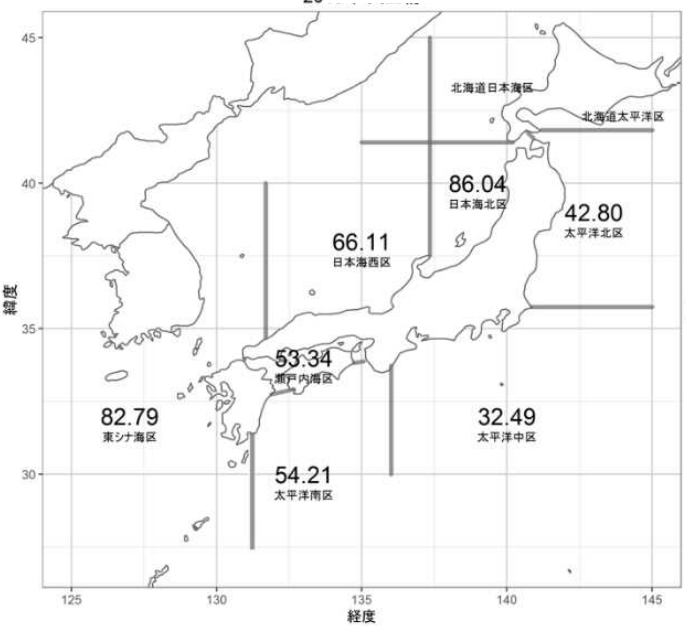 45
北海道日本海区
北海道太平洋区
86.04
日本海北区
40
42.80
太平洋北区
66.11
日本海西区
緯度
35
53.34
瀬戸内海区
82.79
東シナ海区
32.49
太平洋中区
54.21
太平洋南区
30
125
130
135
140
145
経度